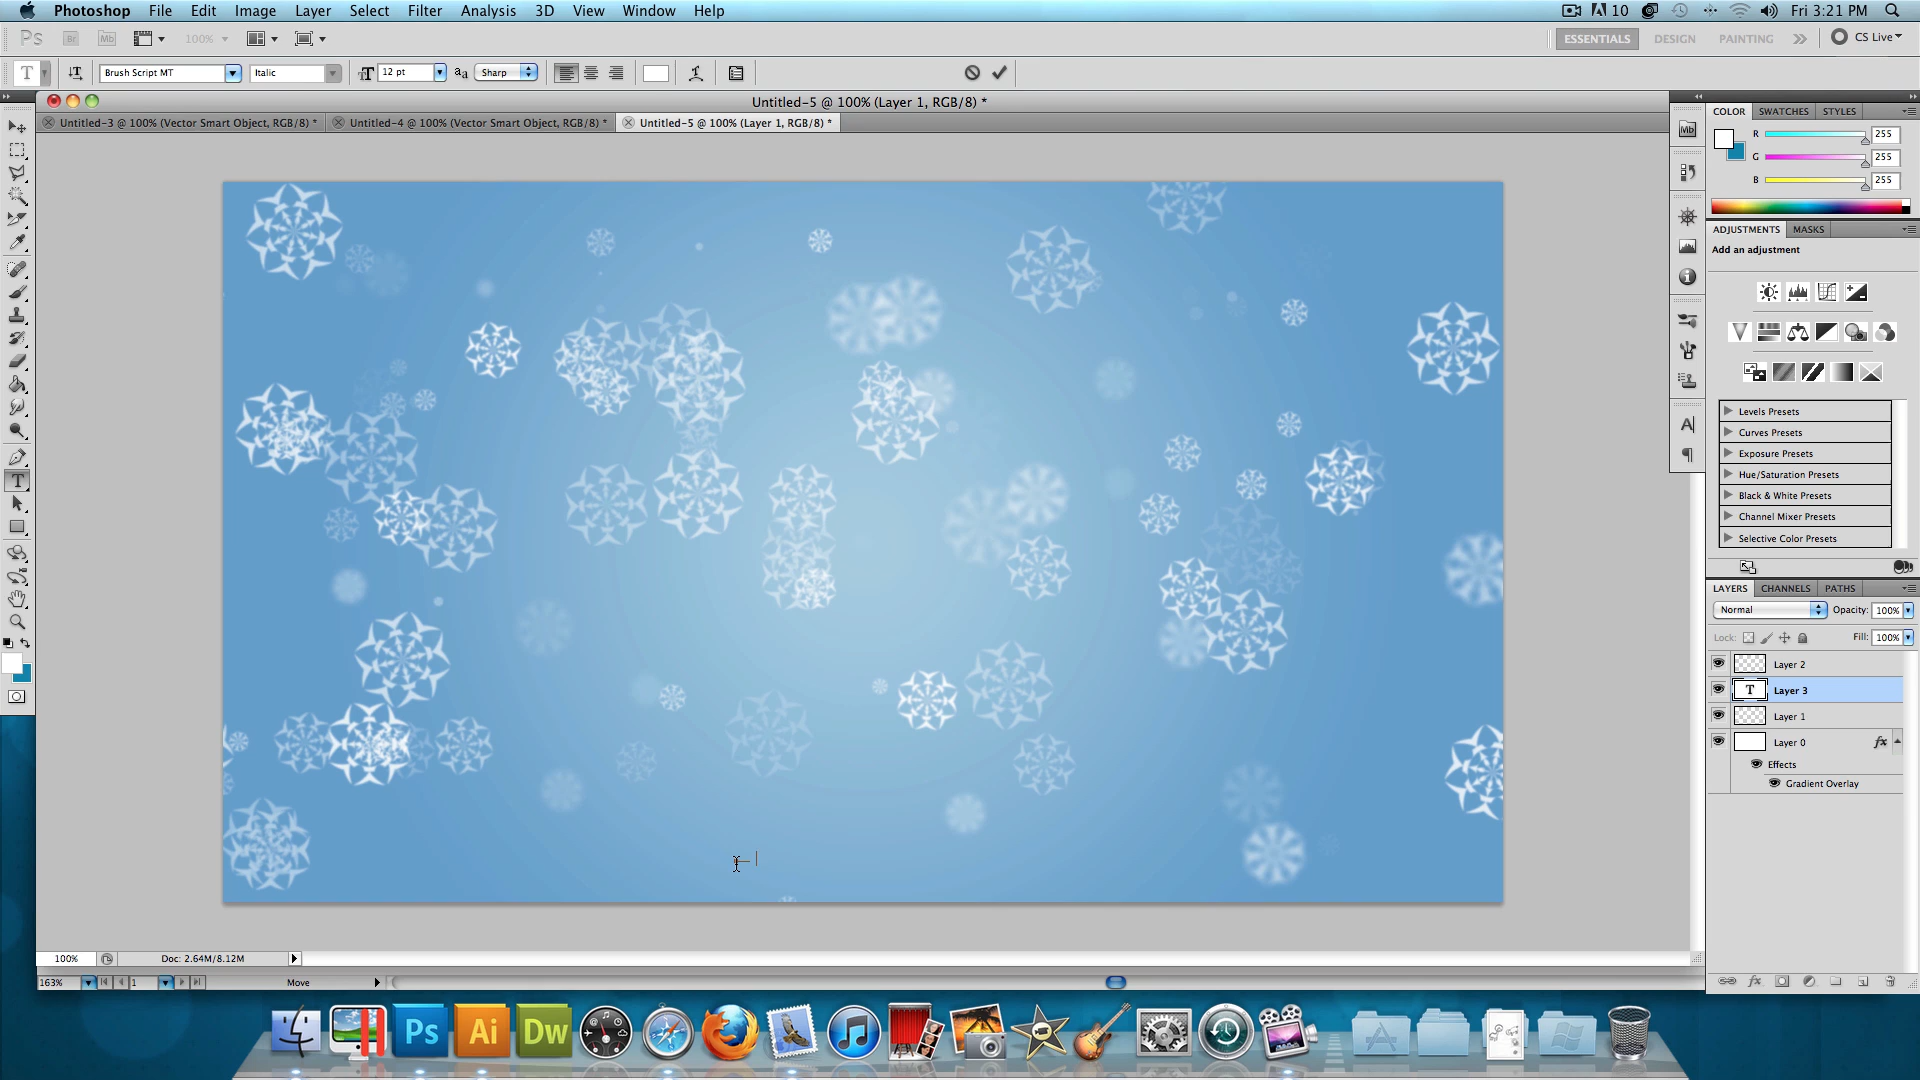 Photoshop File Edit Image Layer Select Filter Analysis 3D View Window Help 10 Fri 3:21 PM
Ps Br Mb 100% ESSENTIALS DESIGN PAINTING CS Live
T Brush Script MT Italic 12 pt Sharp
Untitled-5 @ 100% (Layer 1, RGB/8) *
Untitled-3 @ 100% (Vector Smart Object, RGB/8) * Untitled-4 @ 100% (Vector Smart Object, RGB/8) * Untitled-5 @ 100% (Layer 1, RGB/8) *
Mb
COLOR SWATCHES STYLES
R 255
G 255
B 255
ADJUSTMENTS MASKS
Add an adjustment
Levels Presets
Curves Presets
Exposure Presets
Hue/Saturation Presets
Black & White Presets
Channel Mixer Presets
Selective Color Presets
LAYERS CHANNELS PATHS
Normal Opacity: 100%
Lock: Fill: 100%
Layer 2
T Layer 3
Layer 1
Layer 0 fx
Effects
Gradient Overlay
100% Doc: 2.64M/8.12M
163% 1 Move
Ps Ai Dw